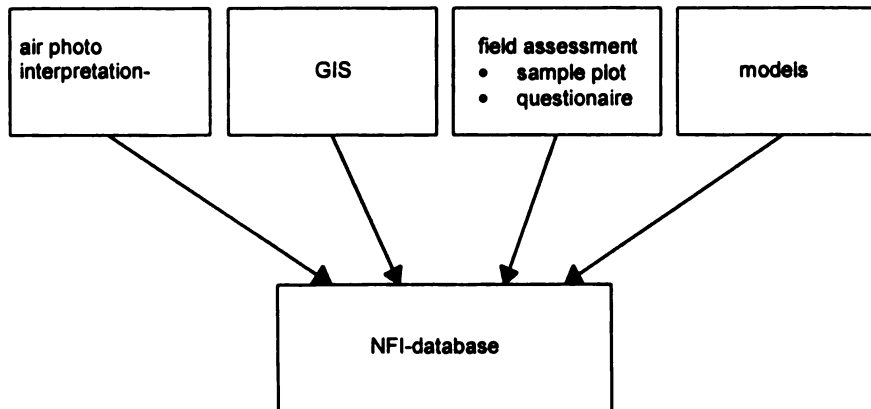 air photo
interpretation-
GIS
field assessment
• sample plot
• questionaire
models
NFI-database